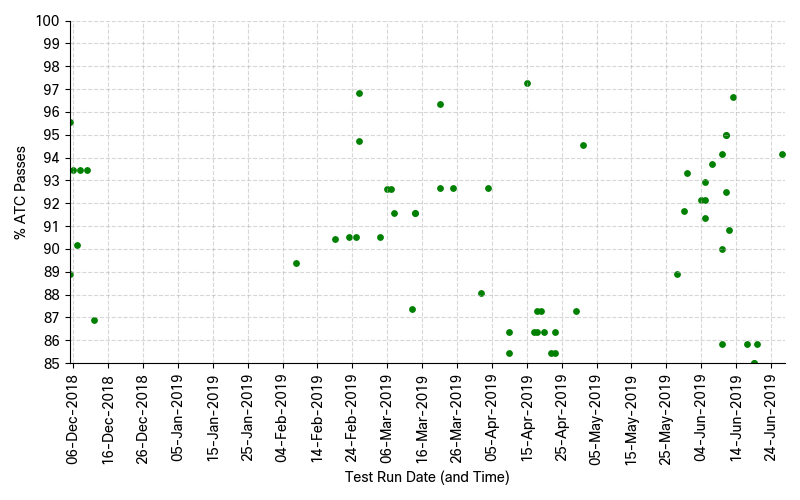 100
99
98
97
96
95
94
93
92
91
90
89
88
87
86
85
% ATC Passes
06-Dec-2018
16-Dec-2018
26-Dec-2018
05-Jan-2019
15-Jan-2019
25-Jan-2019
04-Feb-2019
14-Feb-2019
24-Feb-2019
06-Mar-2019
16-Mar-2019
26-Mar-2019
05-Apr-2019
15-Apr-2019
25-Apr-2019
05-May-2019
15-May-2019
25-May-2019
04-Jun-2019
14-Jun-2019
24-Jun-2019
Test Run Date (and Time)